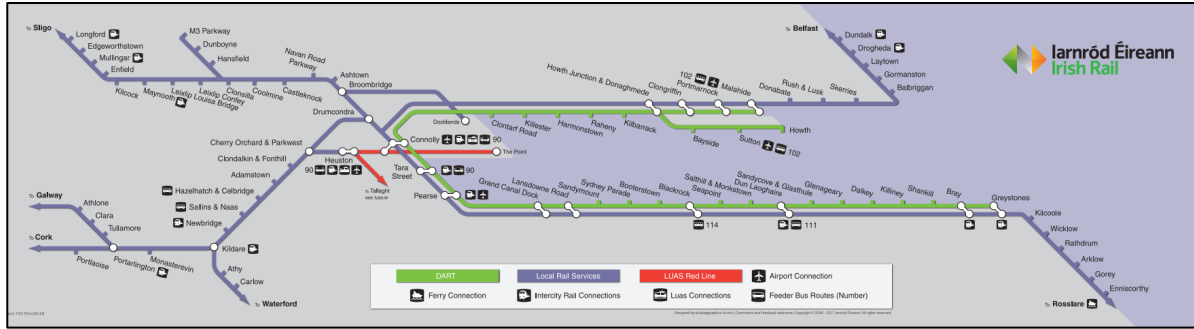 To Sligo
Longford
Edgeworthstown
Mullingar
Enfield
Kilcock
Maynooth
Leixlip Louisa Bridge
Leixlip Conley
Clonsilla
Coolmine
Castleknock
M3 Parkway
Dunboyne
Hansfield
Navan Road
Parkway
Ashtown
Broombridge
Drumcondra
Docklands
Connolly
90
The Point
Cherry Orchard & Parkwest
Clondalkin & Fonthill
Adamstown
Hazelhatch & Celbridge
Sallins & Naas
Newbridge
Kildare
Heuston
90
To Tallaght
see luas.ie
Tara
Street
90
Pearse
To Galway
Athlone
Clara
Tullamore
To Cork
Portlaoise
Portarlington
Monasterevin
Athy
Carlow
To Waterford
Howth Junction & Donaghmede
Clongriffin
102
Portmarnock
Malahide
Donabate
Rush & Lusk
Skerries
Balbriggan
Gormanston
Laytown
Drogheda
Dundalk
To Belfast
Clontarf Road
Killester
Harmonstown
Raheny
Kilbarrack
Bayside
Sutton
102
Howth
Grand Canal Dock
Lansdowne Road
Sandymount
Sydney Parade
Booterstown
Blackrock
Seapoint
114
Salthill & Monkstown
Dun Laoghaire
111
Sandycove & Glasthule
Glenageary
Dalkey
Killiney
Shankill
Bray
Greystones
Kilcoole
Wicklow
Rathdrum
Arklow
Gorey
Enniscorthy
To Rosslare
Iarnród Éireann
Irish Rail
DART
Local Rail Services
LUAS Red Line
Airport Connection
Ferry Connection
Intercity Rail Connections
Luas Connections
Feeder Bus Routes (Number)